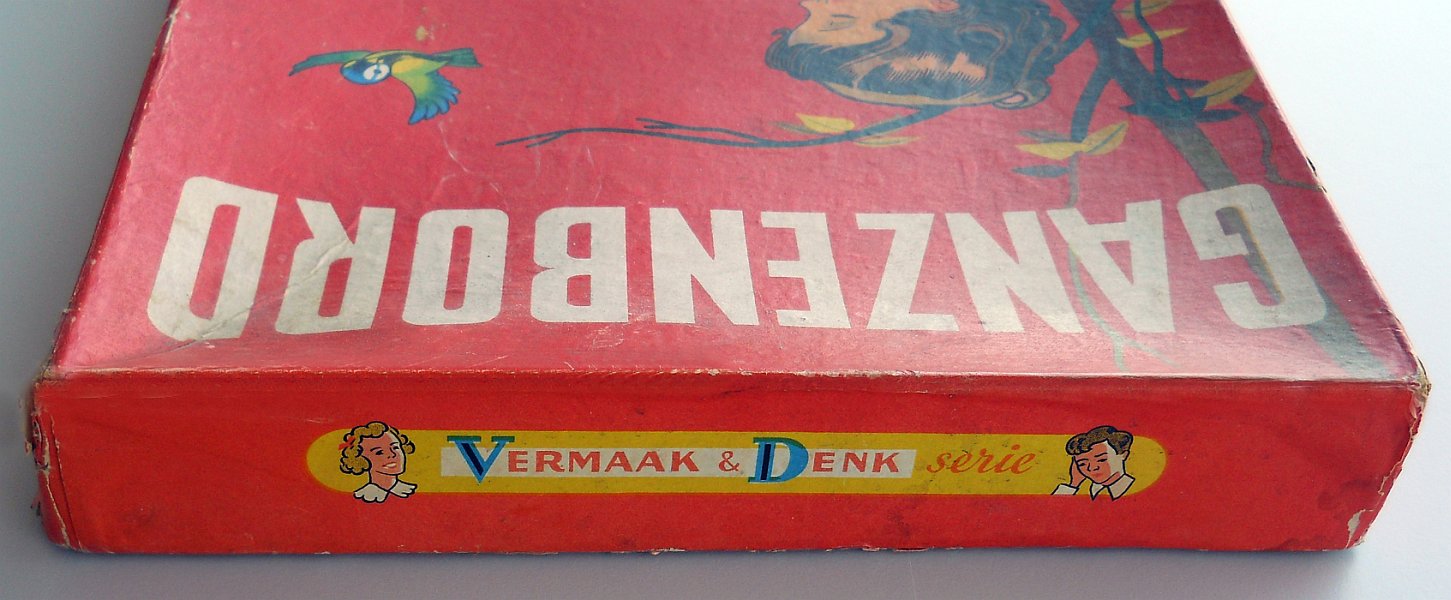 GANZENBORD
VERMAAK & DENK serie